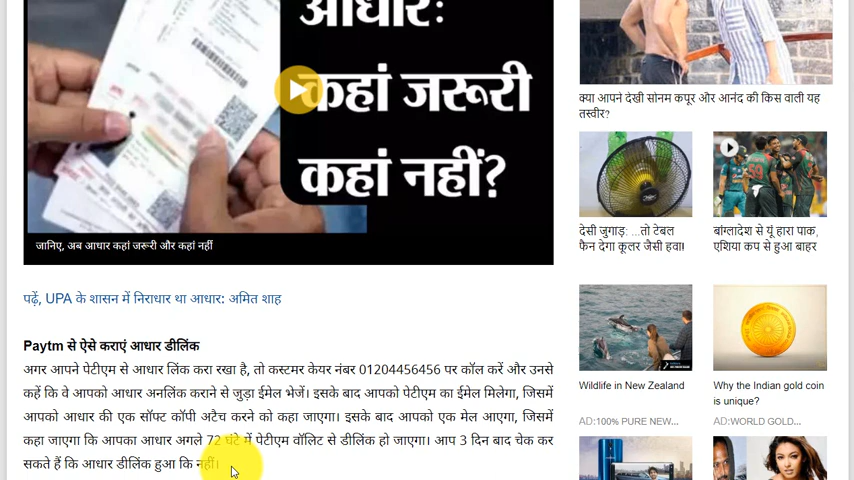 आधार:
कहां जरूरी
कहां नहीं?
जानिए, अब आधार कहां जरूरी और कहां नहीं
पढ़ें, UPA के शासन में निराधार था आधार: अमित शाह
Paytm से ऐसे कराएं आधार डीलिंक
अगर आपने पेटीएम से आधार लिंक करा रखा है, तो कस्टमर केयर नंबर 01204456456 पर कॉल करें और उनसे
कहें कि वे आपको आधार अनलिंक कराने से जुड़ा ईमेल भेजें। इसके बाद आपको पेटीएम का ईमेल मिलेगा, जिसमें
आपको आधार की एक सॉफ्ट कॉपी अटैच करने को कहा जाएगा। इसके बाद आपको एक मेल आएगा, जिसमें
कहा जाएगा कि आपका आधार अगले 72 घंटे में पेटीएम वॉलिट से डीलिंक हो जाएगा। आप 3 दिन बाद चेक कर
सकते हैं कि आधार डीलिंक हुआ कि नहीं।
क्या आपने देखी सोनम कपूर और आनंद की किस वाली यह
तस्वीर?
देसी जुगाड़: ...तो टेबल
फैन देगा कूलर जैसी हवा!
बांग्लादेश से यूं हारा पाक,
एशिया कप से हुआ बाहर
Wildlife in New Zealand
AD:100% PURE NEW...
Why the Indian gold coin
is unique?
AD:WORLD GOLD...